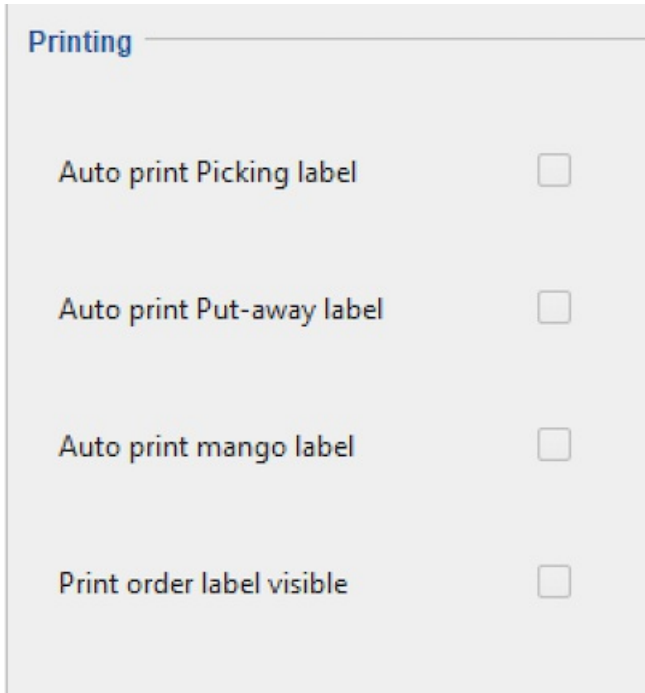 Printing
Auto print Picking label
Auto print Put-away label
Auto print mango label
Print order label visible